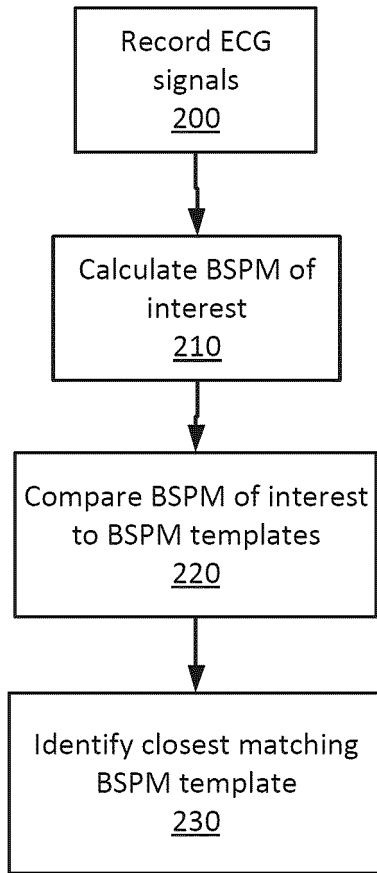 Record ECG
signals
200
Calculate BSPM of
interest
210
Compare BSPM of interest
to BSPM templates
220
Identify closest matching
BSPM template
230